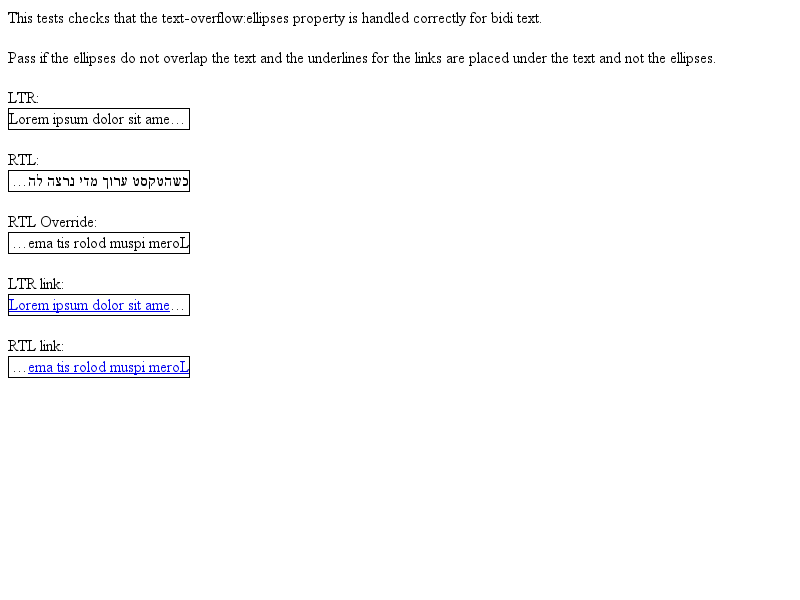 This tests checks that the text-overflow:ellipses property is handled correctly for bidi text.
Pass if the ellipses do not overlap the text and the underlines for the links are placed under the text and not the ellipses.
LTR:
Lorem ipsum dolor sit ame…
RTL:
כשהטקסט ערוך מדי נרצה לה…
RTL Override:
…ema tis rolod muspi meroL
LTR link:
Lorem ipsum dolor sit ame…
RTL link:
…ema tis rolod muspi meroL